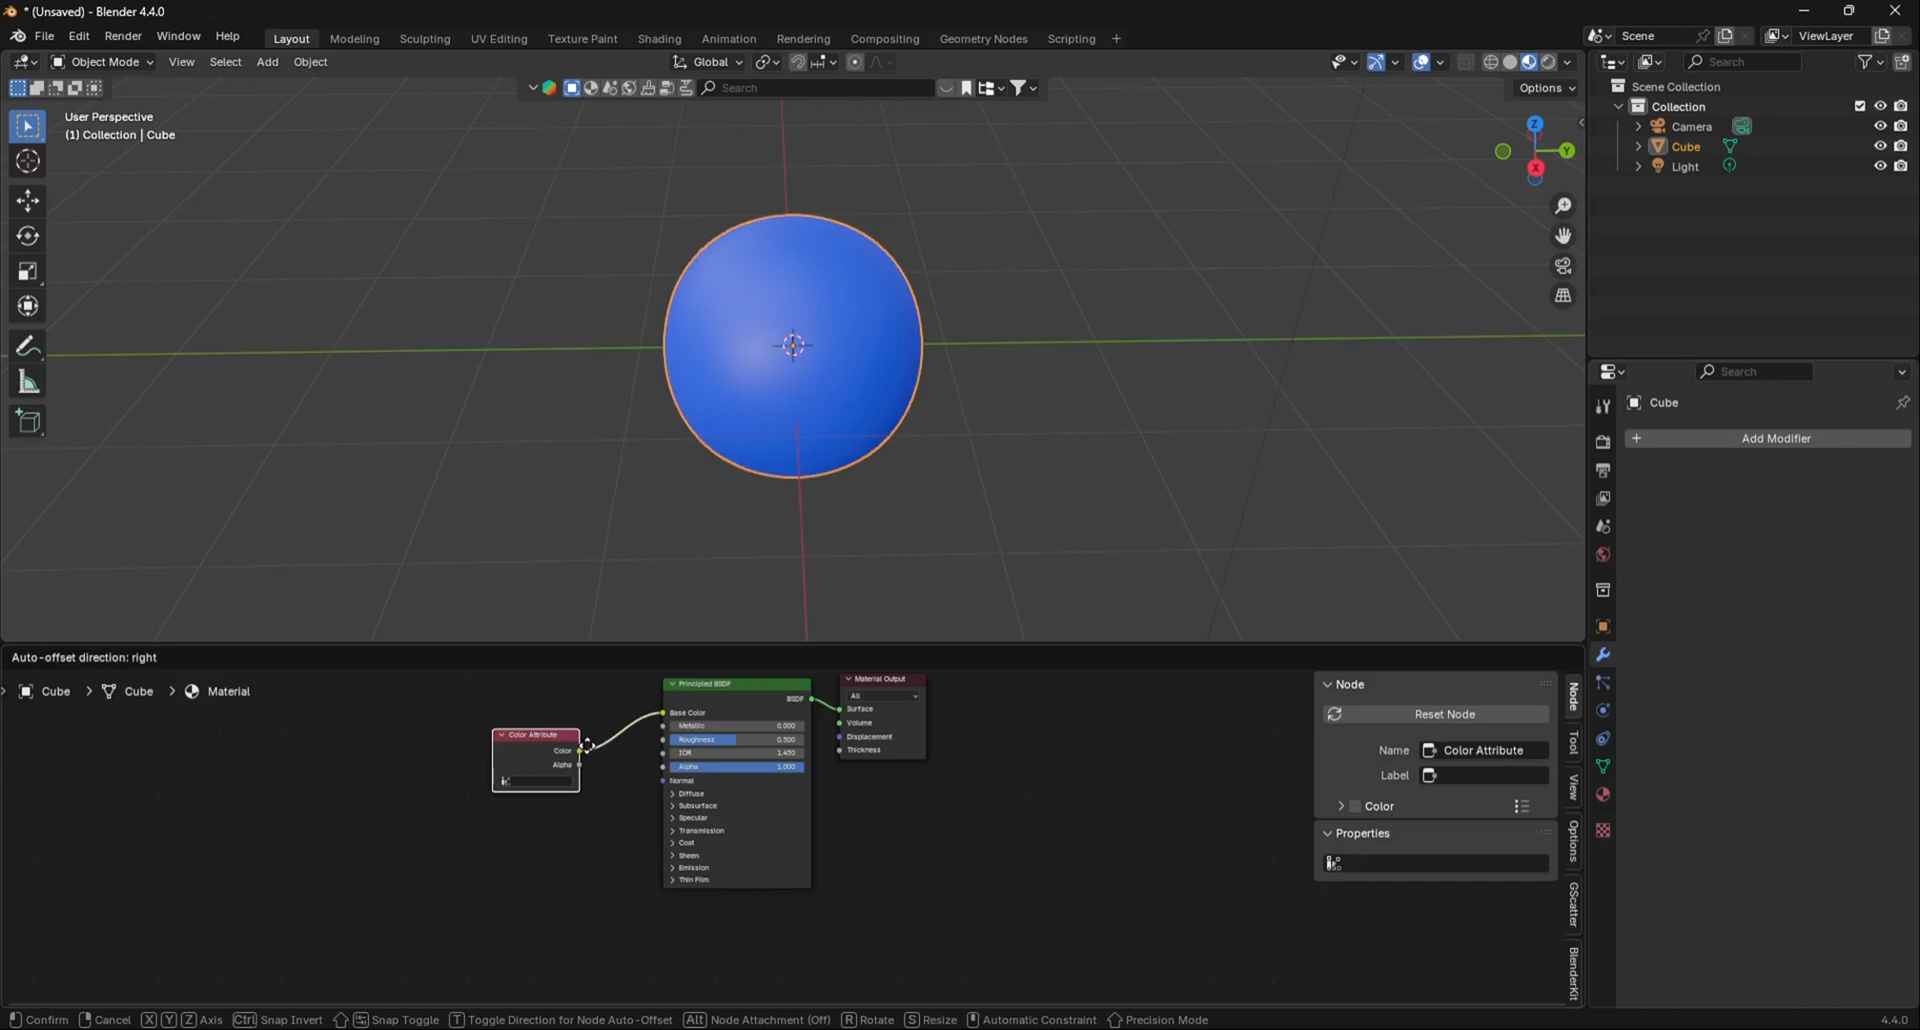 * (Unsaved) - Blender 4.4.0
File Edit Render Window Help
Layout Modeling Sculpting UV Editing Texture Paint Shading Animation Rendering Compositing Geometry Nodes Scripting +
Scene ViewLayer
Object Mode View Select Add Object
Global
Search
Search
Options
User Perspective
(1) Collection | Cube
Z
Y
X
Scene Collection
Collection
Camera
Cube
Light
Search
Cube
+ Add Modifier
Auto-offset direction: right
Cube > Cube > Material
Color Attribute
Color
Alpha
Principled BSDF
BSDF
Base Color
Metallic 0.000
Roughness 0.500
IOR 1.450
Alpha 1.000
Normal
Diffuse
Subsurface
Specular
Transmission
Coat
Sheen
Emission
Thin Film
Material Output
All
Surface
Volume
Displacement
Thickness
Node
Reset Node
Name Color Attribute
Label
Color
Properties
Node
Tool
View
Options
GScatter
BlenderKit
Confirm Cancel X Y Z Axis Ctrl Snap Invert Snap Toggle T Toggle Direction for Node Auto-Offset Alt Node Attachment (Off) R Rotate S Resize Automatic Constraint Precision Mode 4.4.0